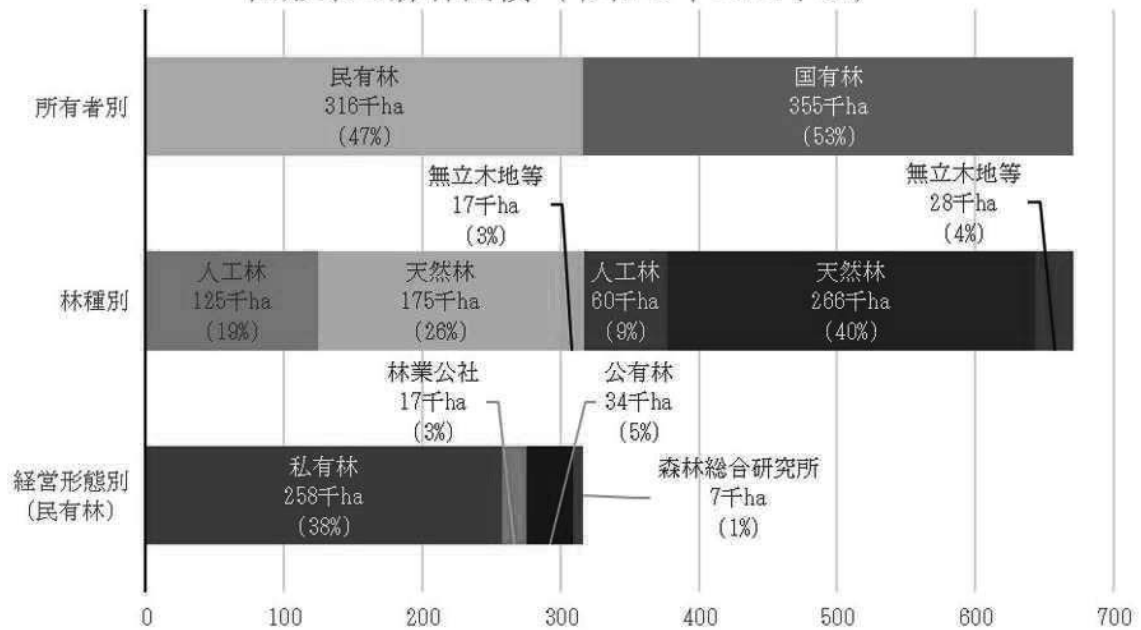 所有者別
民有林
316千ha
(47%)
国有林
355千ha
(53%)
無立木地等
17千ha
(3%)
無立木地等
28千ha
(4%)
林種別
人工林
125千ha
(19%)
天然林
175千ha
(26%)
人工林
60千ha
(9%)
天然林
266千ha
(40%)
林業公社
17千ha
(3%)
公有林
34千ha
(5%)
経営形態別
(民有林)
私有林
258千ha
(38%)
森林総合研究所
7千ha
(1%)
0 100 200 300 400 500 600 700